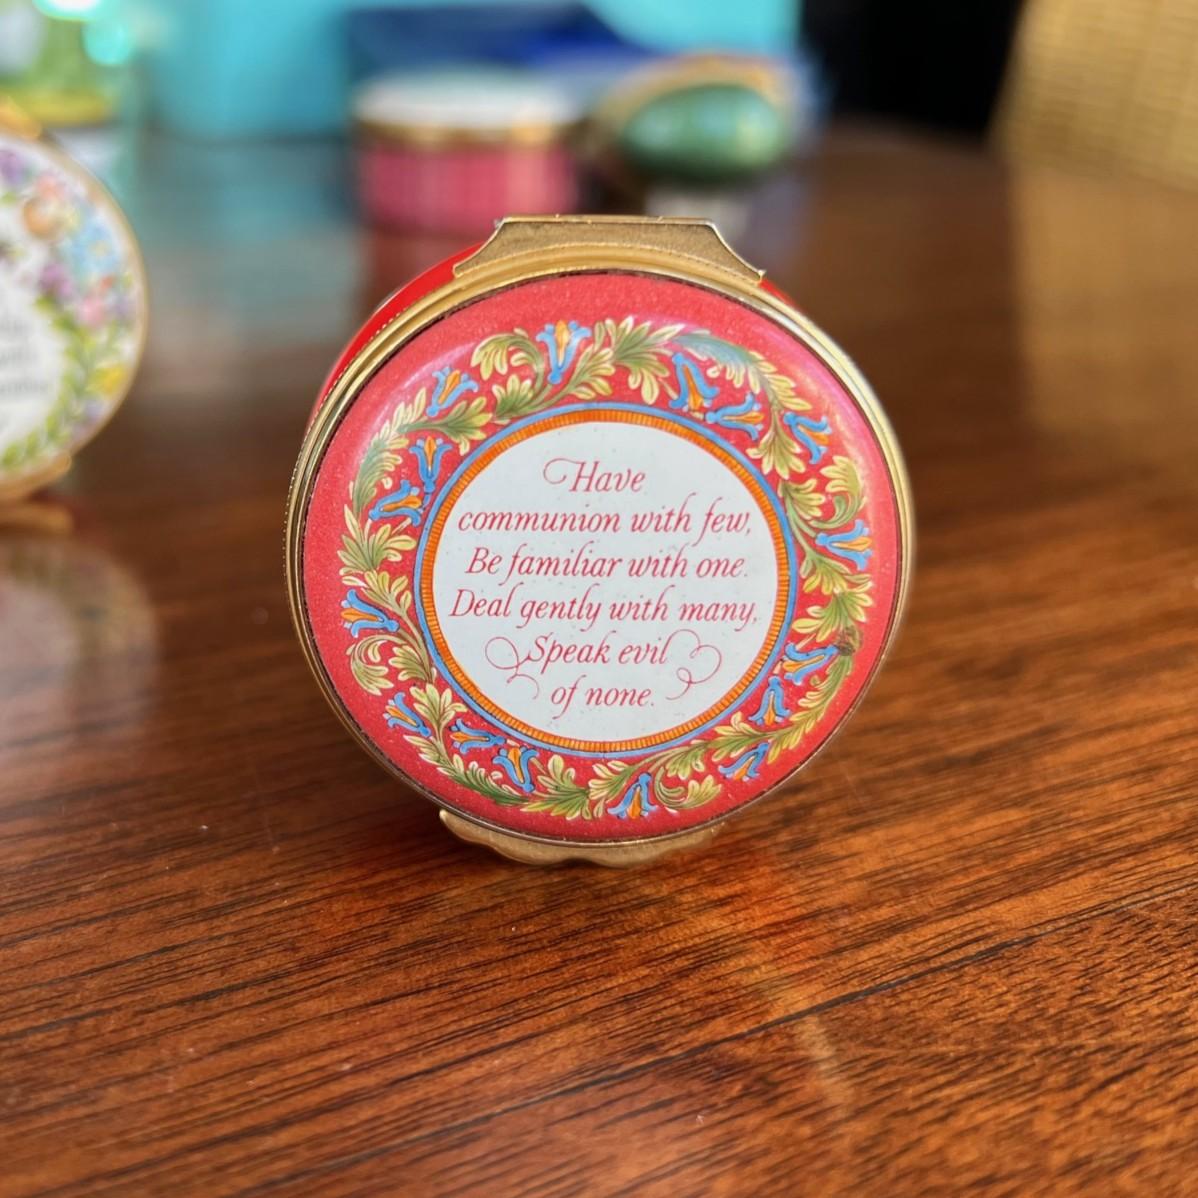 Have
communion with few,
Be familiar with one.
Deal gently with many,
Speak evil
of none.